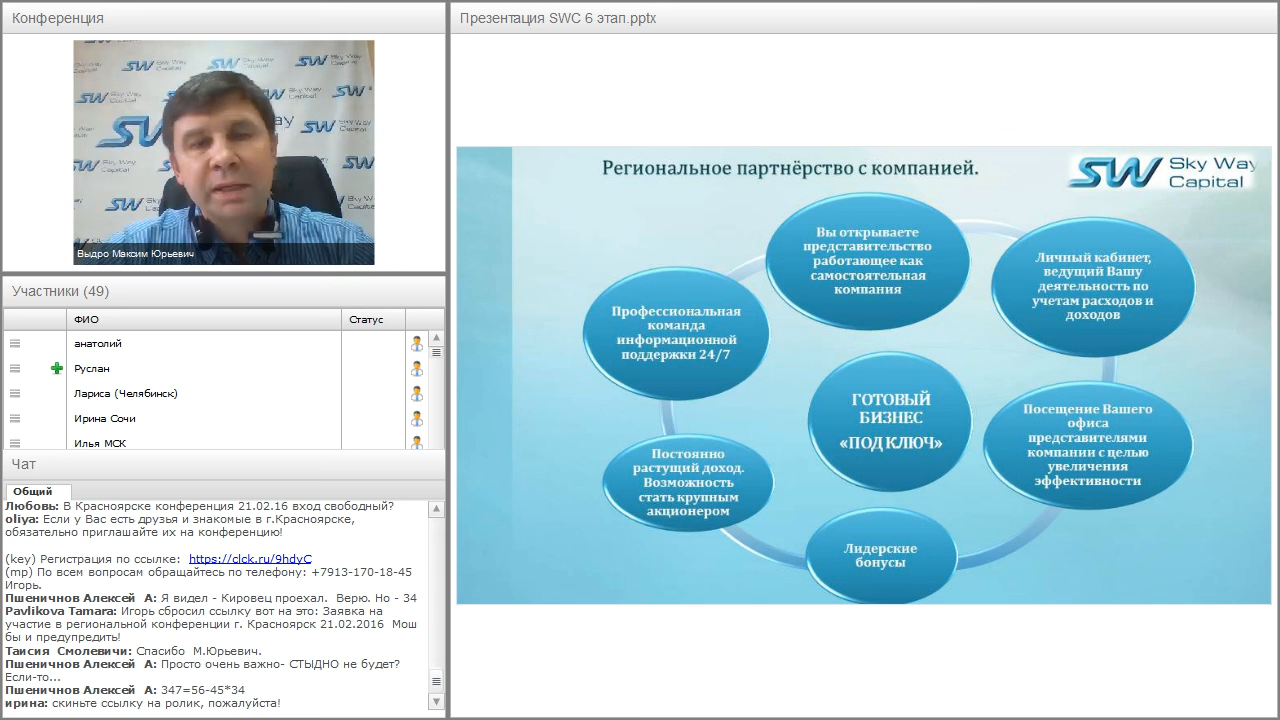 Конференция
Sky Way
Capital
SW
Выдро Максим Юрьевич
Участники (49)
ФИО
Статус
анатолий
Руслан
Лариса (Челябинск)
Ирина Сочи
Илья МСК
Чат
Общий
Любовь: В Красноярске конференция 21.02.16 вход свободный?
oliya: Если у Вас есть друзья и знакомые в г.Красноярске,
обязательно приглашайте их на конференцию!
(key) Регистрация по ссылке: https://clck.ru/9hdyC
(mp) По всем вопросам обращайтесь по телефону: +7913-170-18-45
Игорь.
Пшеничнов Алексей А: Я видел - Кировец проехал. Верю. Но - 34
Pavlikova Tamara: Игорь сбросил ссылку вот на это: Заявка на
участие в региональной конференции г. Красноярск 21.02.2016 Мош
бы и предупредить!
Таисия Смолевичи: Спасибо М.Юрьевич.
Пшеничнов Алексей А: Просто очень важно- СТЫДНО не будет?
Если-то...
Пшеничнов Алексей А: 347=56-45*34
ирина: скиньте ссылку на ролик, пожалуйста!
Презентация SWC 6 этап.pptx
Региональное партнёрство с компанией.
SW Sky Way
Capital
Вы открываете
представительство
работающее как
самостоятельная
компания
Личный кабинет,
ведущий Вашу
деятельность по
учетам расходов и
доходов
Посещение Вашего
офиса
представителями
компании с целью
увеличения
эффективности
Лидерские
бонусы
Постоянно
растущий доход.
Возможность
стать крупным
акционером
Профессиональная
команда
информационной
поддержки 24/7
ГОТОВЫЙ
БИЗНЕС
«ПОД КЛЮЧ»